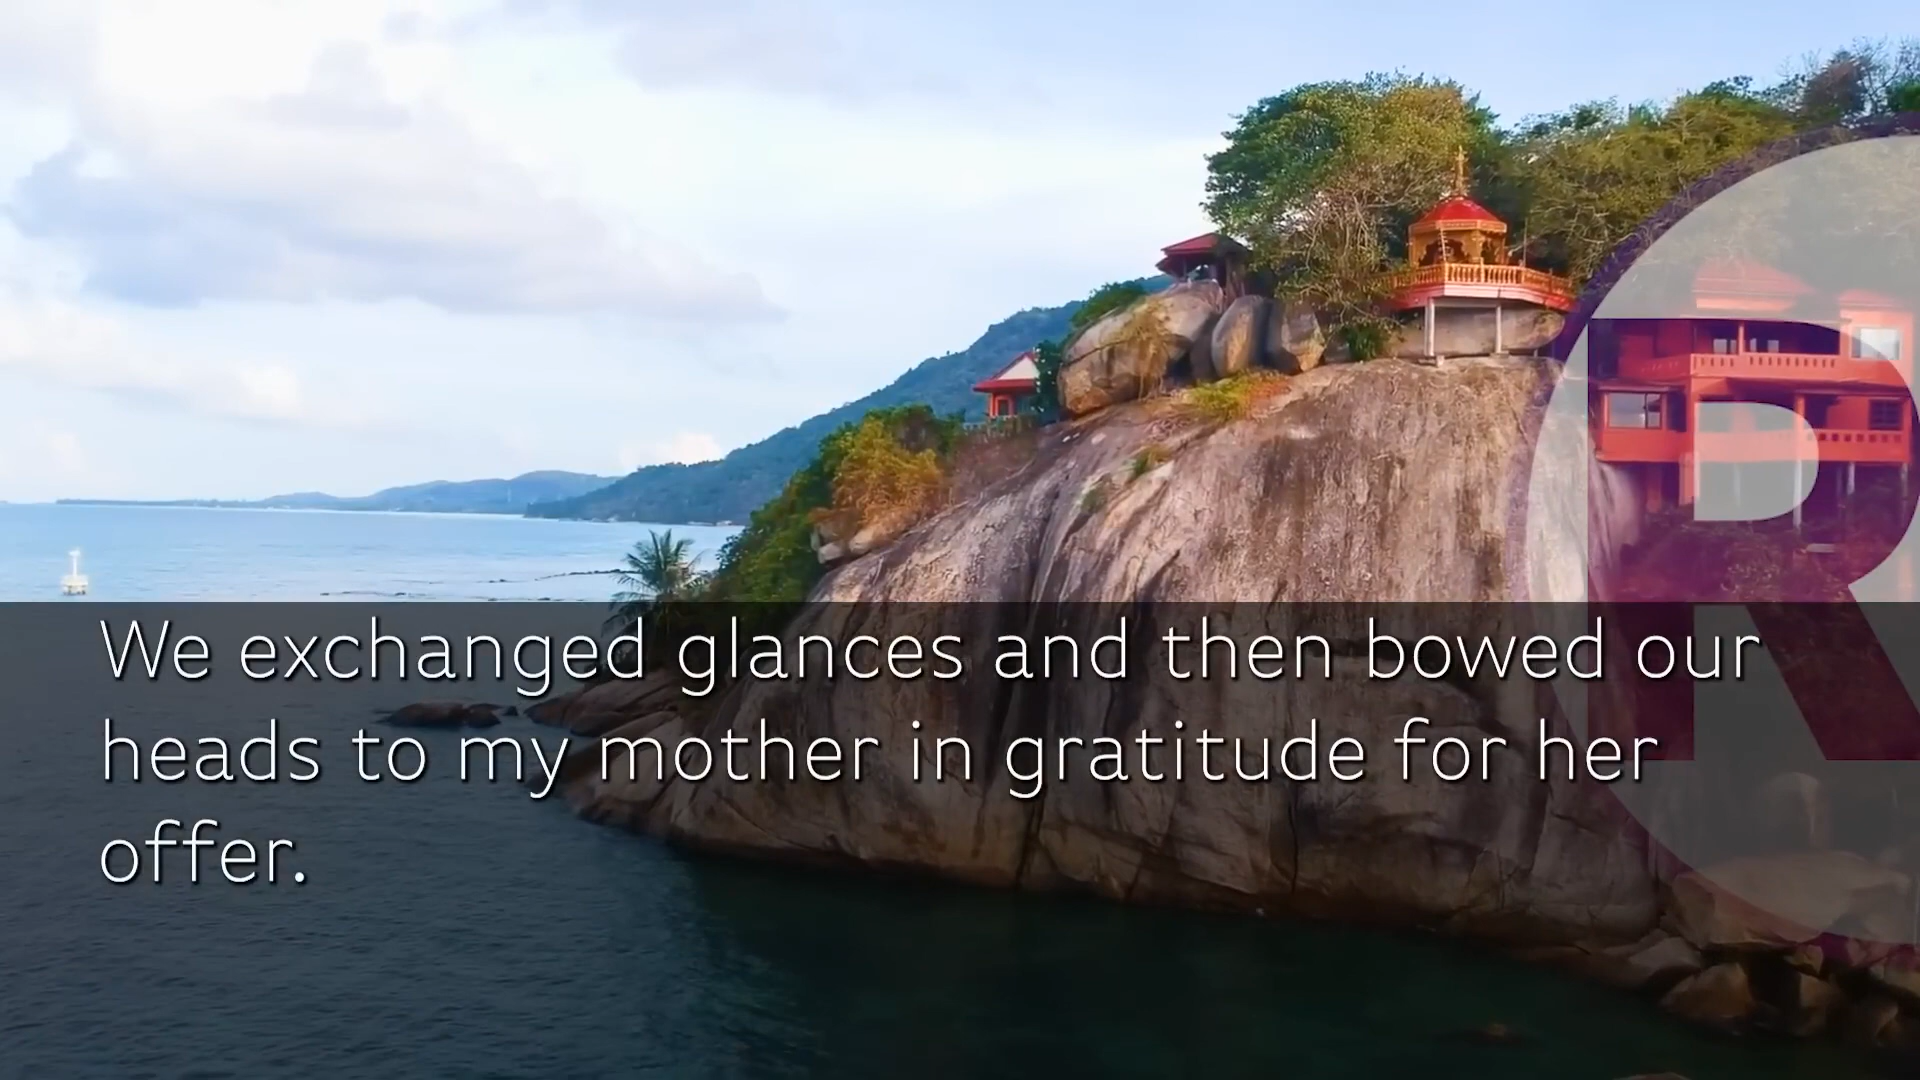 We exchanged glances and then bowed our
heads to my mother in gratitude for her
offer.
R